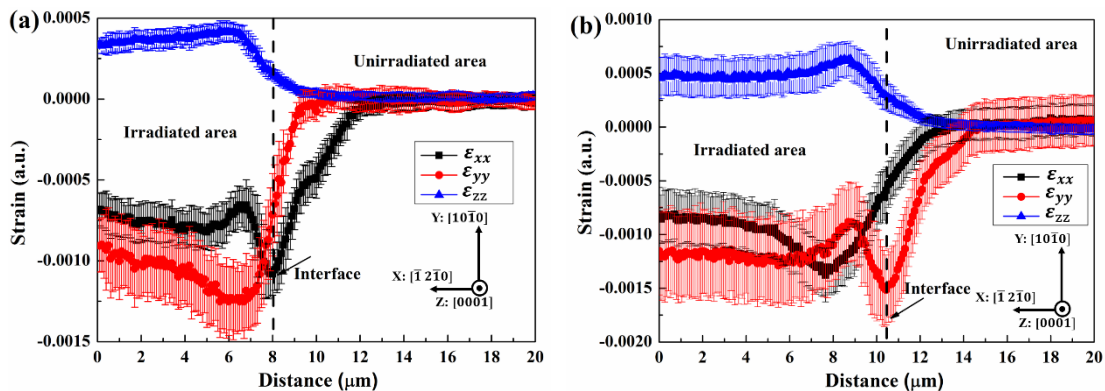 (a)
0.0005
0.0000
-0.0005
-0.0010
-0.0015
Strain (a.u.)
Unirradiated area
Irradiated area
εxx
εyy
εzz
Y: [101̄0]
X: [1̄ 21̄0]
Z: [0001]
Interface
0 2 4 6 8 10 12 14 16 18 20
Distance (μm)
(b)
0.0010
0.0005
0.0000
-0.0005
-0.0010
-0.0015
-0.0020
Strain (a.u.)
Unirradiated area
Irradiated area
εxx
εyy
εzz
Y: [101̄0]
Interface
X: [1̄ 21̄0]
Z: [0001]
0 2 4 6 8 10 12 14 16 18 20
Distance (μm)